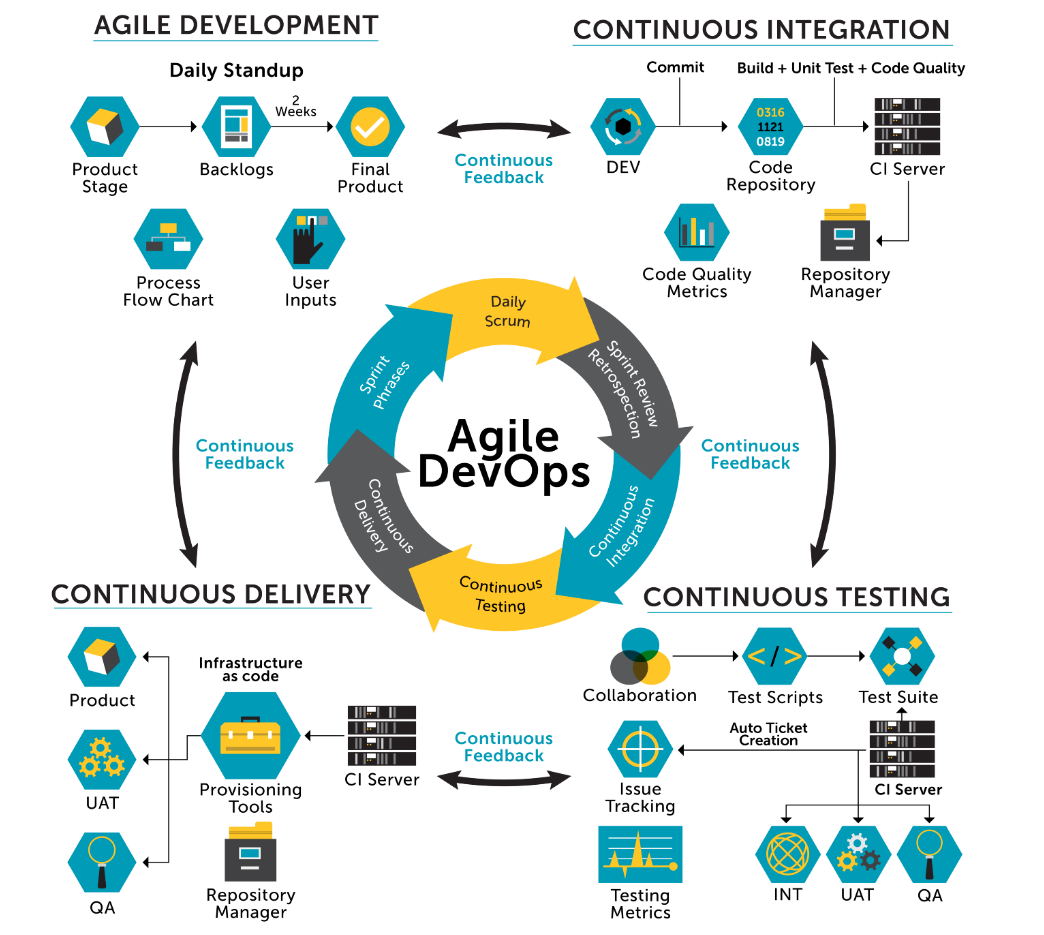 AGILE DEVELOPMENT
Daily Standup
Product
Stage
Backlogs
2
Weeks
Final
Product
Process
Flow Chart
User
Inputs
Continuous
Feedback
CONTINUOUS INTEGRATION
Commit
Build + Unit Test + Code Quality
DEV
0316
1121
0819
Code
Repository
CI Server
Code Quality
Metrics
Repository
Manager
Daily
Scrum
Sprint Review
Retrospection
Continuous
Integration
Continuous
Testing
Continuous
Delivery
Sprint
Phrases
Agile
DevOps
Continuous
Feedback
Continuous
Feedback
CONTINUOUS DELIVERY
Product
UAT
QA
Infrastructure
as code
Provisioning
Tools
Repository
Manager
CI Server
Continuous
Feedback
CONTINUOUS TESTING
Collaboration
</>
Test Scripts
Test Suite
Auto Ticket
Creation
CI Server
Issue
Tracking
Testing
Metrics
INT
UAT
QA